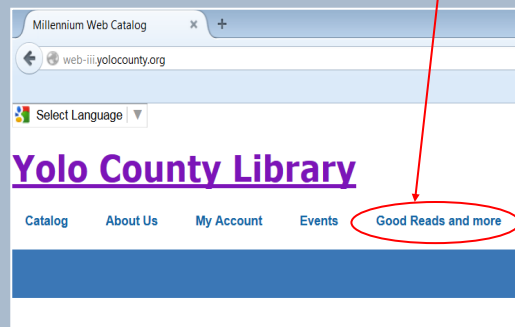 Millennium Web Catalog × +
web-iii.yolocounty.org
Select Language ▼
Yolo County Library
Catalog About Us My Account Events Good Reads and more